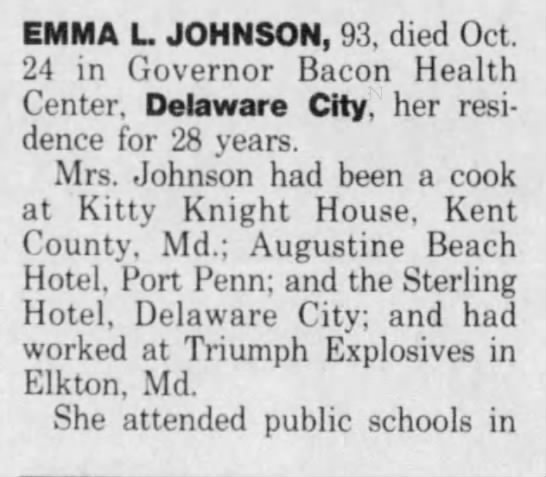 EMMA L. JOHNSON, 93, died Oct.
24 in Governor Bacon Health
Center, Delaware City, her resi-
dence for 28 years.
Mrs. Johnson had been a cook
at Kitty Knight House, Kent
County, Md.; Augustine Beach
Hotel, Port Penn; and the Sterling
Hotel, Delaware City; and had
worked at Triumph Explosives in
Elkton, Md.
She attended public schools in